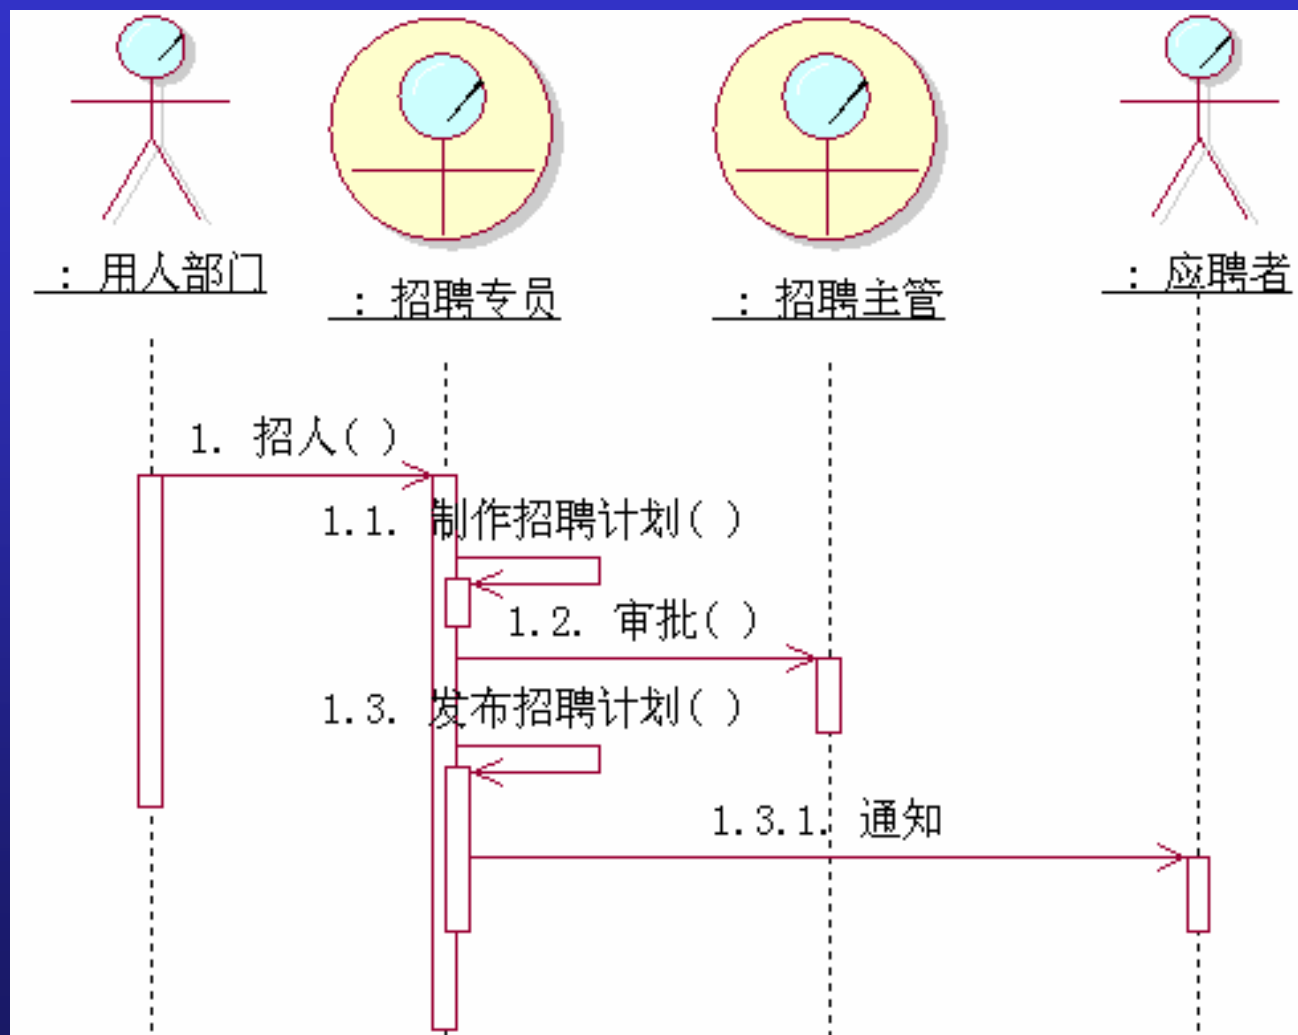 : 用人部门
: 招聘专员
: 招聘主管
: 应聘者
1. 招人( )
1.1. 制作招聘计划( )
1.2. 审批( )
1.3. 发布招聘计划( )
1.3.1. 通知